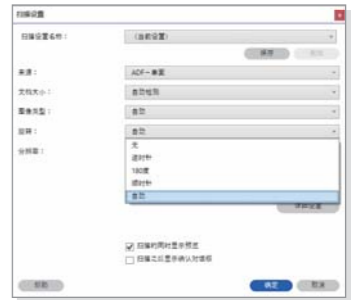 扫描设置
扫描设置名称：
（当前设置）
保存
删除
来源：
ADF－单面
文档大小：
自动检测
图像类型：
自动
旋转：
自动
分辨率：
无
逆时针
180度
顺时针
自动
详细设置
扫描的同时显示预览
扫描之后显示确认对话框
帮助
确定
取消